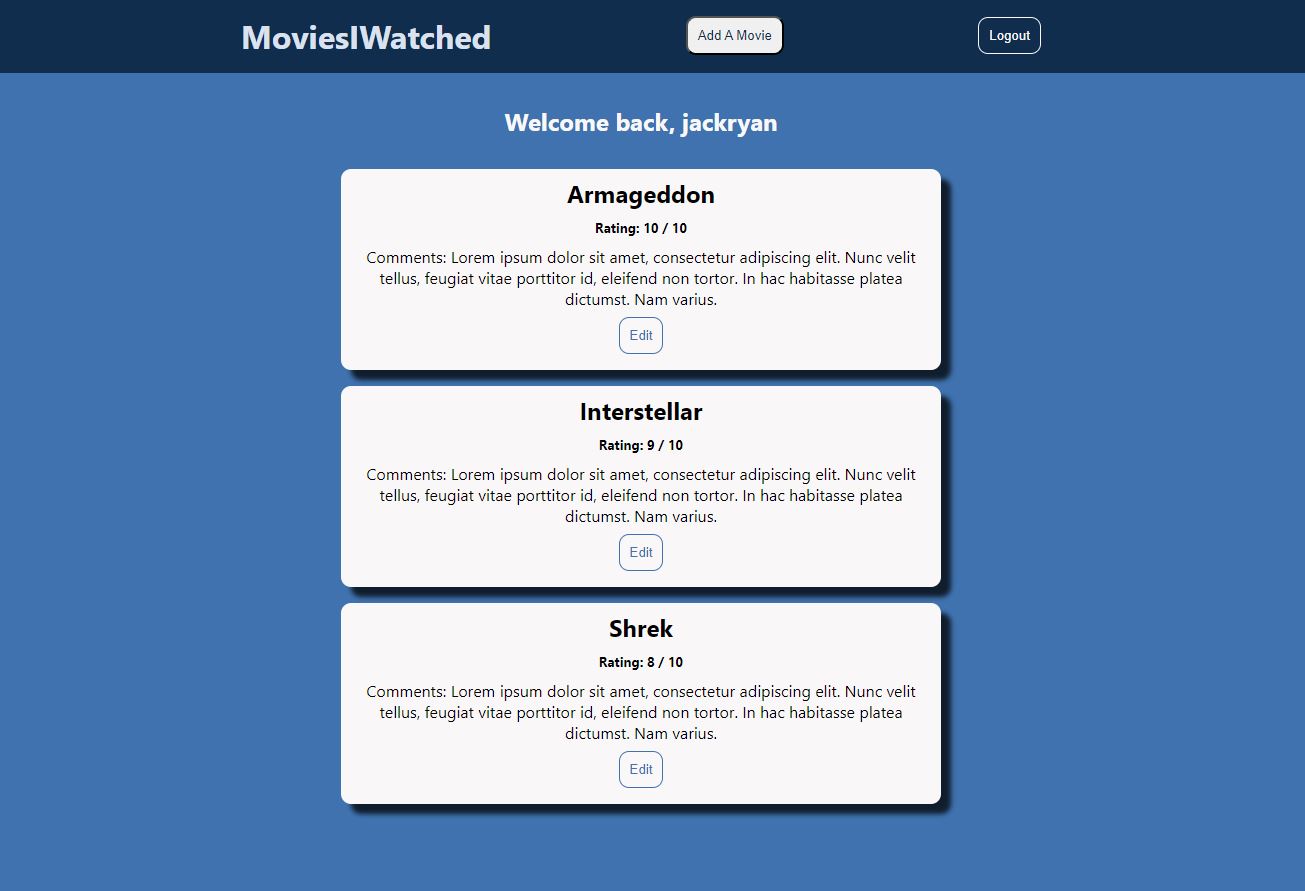 MoviesIWatched
Add A Movie
Logout
Welcome back, jackryan
Armageddon
Rating: 10 / 10
Comments: Lorem ipsum dolor sit amet, consectetur adipiscing elit. Nunc velit
tellus, feugiat vitae porttitor id, eleifend non tortor. In hac habitasse platea
dictumst. Nam varius.
Edit
Interstellar
Rating: 9 / 10
Comments: Lorem ipsum dolor sit amet, consectetur adipiscing elit. Nunc velit
tellus, feugiat vitae porttitor id, eleifend non tortor. In hac habitasse platea
dictumst. Nam varius.
Edit
Shrek
Rating: 8 / 10
Comments: Lorem ipsum dolor sit amet, consectetur adipiscing elit. Nunc velit
tellus, feugiat vitae porttitor id, eleifend non tortor. In hac habitasse platea
dictumst. Nam varius.
Edit